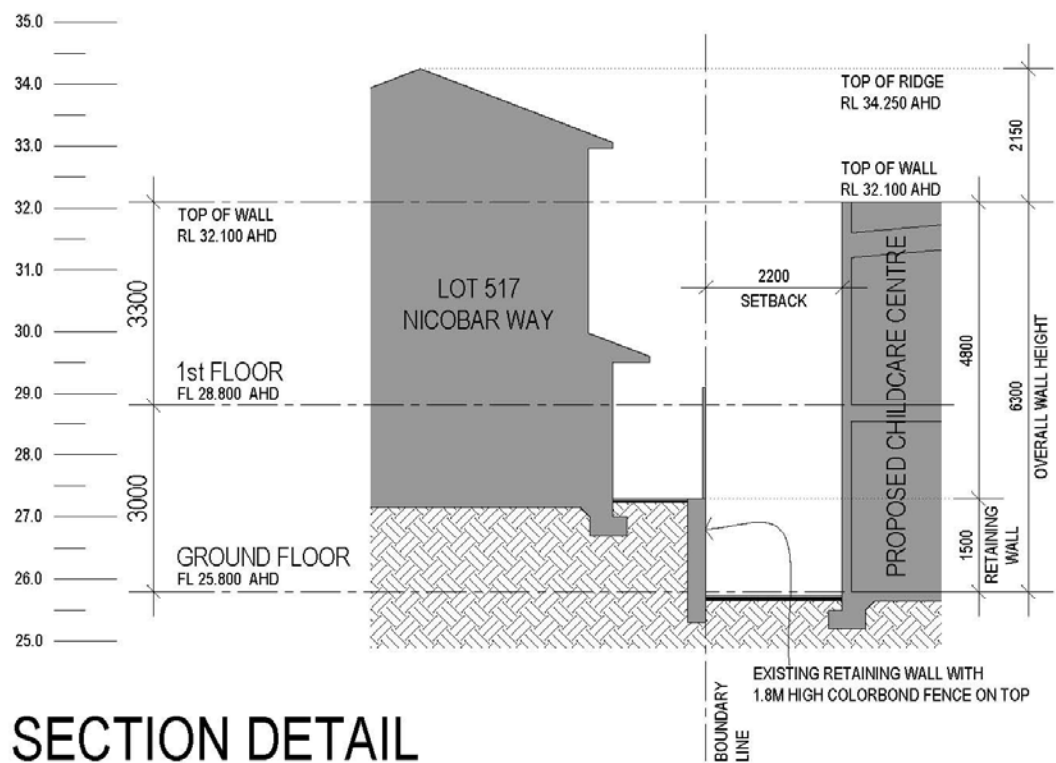 35.0
34.0
33.0
32.0
31.0
30.0
29.0
28.0
27.0
26.0
25.0
TOP OF RIDGE
RL 34.250 AHD
2150
TOP OF WALL
RL 32.100 AHD
TOP OF WALL
RL 32.100 AHD
3300
LOT 517
NICOBAR WAY
2200
SETBACK
PROPOSED CHILDCARE CENTRE
4800
6300
OVERALL WALL HEIGHT
1st FLOOR
FL 28.800 AHD
3000
GROUND FLOOR
FL 25.800 AHD
1500
RETAINING
WALL
EXISTING RETAINING WALL WITH
1.8M HIGH COLORBOND FENCE ON TOP
BOUNDARY
LINE
SECTION DETAIL